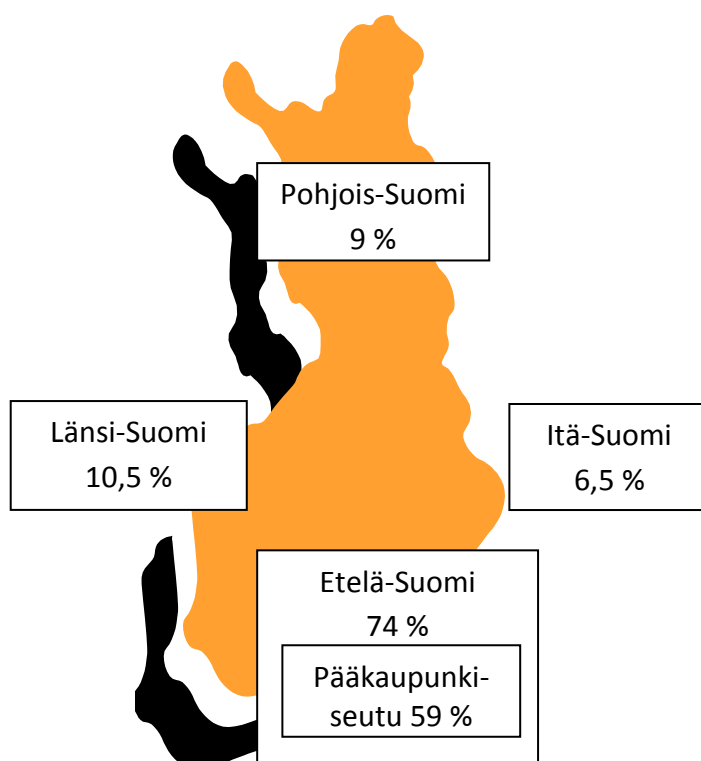 Pohjois-Suomi
9 %
Länsi-Suomi
10,5 %
Itä-Suomi
6,5 %
Etelä-Suomi
74 %
Pääkaupunki-
seutu 59 %